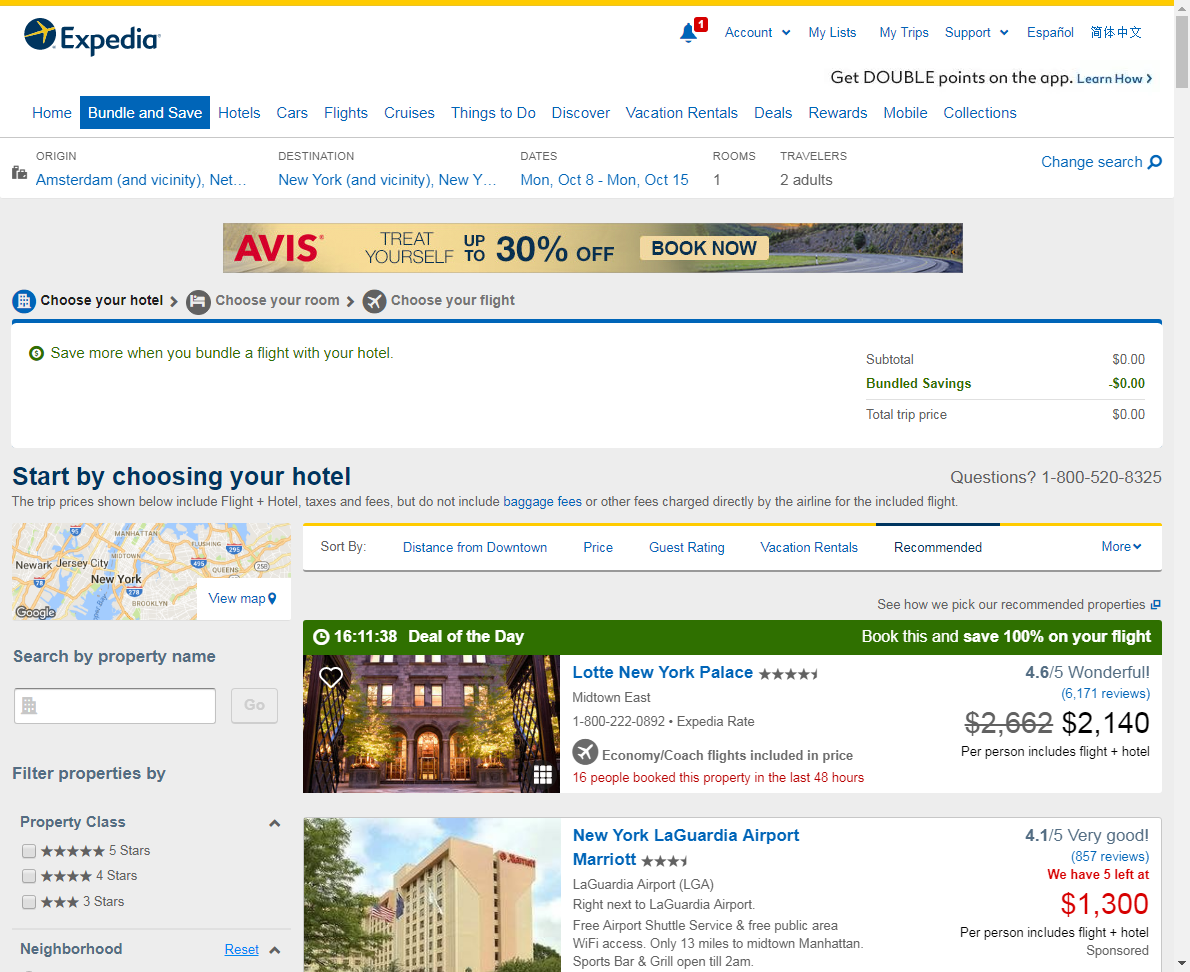 Expedia
1
Account
My Lists
My Trips
Support
Español
简体中文
Get DOUBLE points on the app. Learn How
Home
Bundle and Save
Hotels
Cars
Flights
Cruises
Things to Do
Discover
Vacation Rentals
Deals
Rewards
Mobile
Collections
ORIGIN
DESTINATION
DATES
ROOMS
TRAVELERS
Amsterdam (and vicinity), Net…
New York (and vicinity), New Y…
Mon, Oct 8 - Mon, Oct 15
1
2 adults
Change search
AVIS
TREAT YOURSELF
UP TO
30% OFF
BOOK NOW
Choose your hotel
Choose your room
Choose your flight
Save more when you bundle a flight with your hotel.
Subtotal $0.00
Bundled Savings -$0.00
Total trip price $0.00
Start by choosing your hotel
Questions? 1-800-520-8325
The trip prices shown below include Flight + Hotel, taxes and fees, but do not include baggage fees or other fees charged directly by the airline for the included flight.
95
MANHATTAN
FLUSHING
295
Newark
Jersey City
MIDTOWN
495
QUEENS
258
New York
78
278
BROOKLYN
Google
View map
Search by property name
Go
Filter properties by
Property Class
5 Stars
4 Stars
3 Stars
Neighborhood
Reset
Sort By:
Distance from Downtown
Price
Guest Rating
Vacation Rentals
Recommended
More
See how we pick our recommended properties
16:11:38 Deal of the Day
Book this and save 100% on your flight
Lotte New York Palace
Midtown East
1-800-222-0892 • Expedia Rate
Economy/Coach flights included in price
16 people booked this property in the last 48 hours
4.6/5 Wonderful!
(6,171 reviews)
$2,662 $2,140
Per person includes flight + hotel
Marriott
New York LaGuardia Airport
Marriott
LaGuardia Airport (LGA)
Right next to LaGuardia Airport.
Free Airport Shuttle Service & free public area
WiFi access. Only 13 miles to midtown Manhattan.
Sports Bar & Grill open till 2am.
4.1/5 Very good!
(857 reviews)
We have 5 left at
$1,300
Per person includes flight + hotel
Sponsored